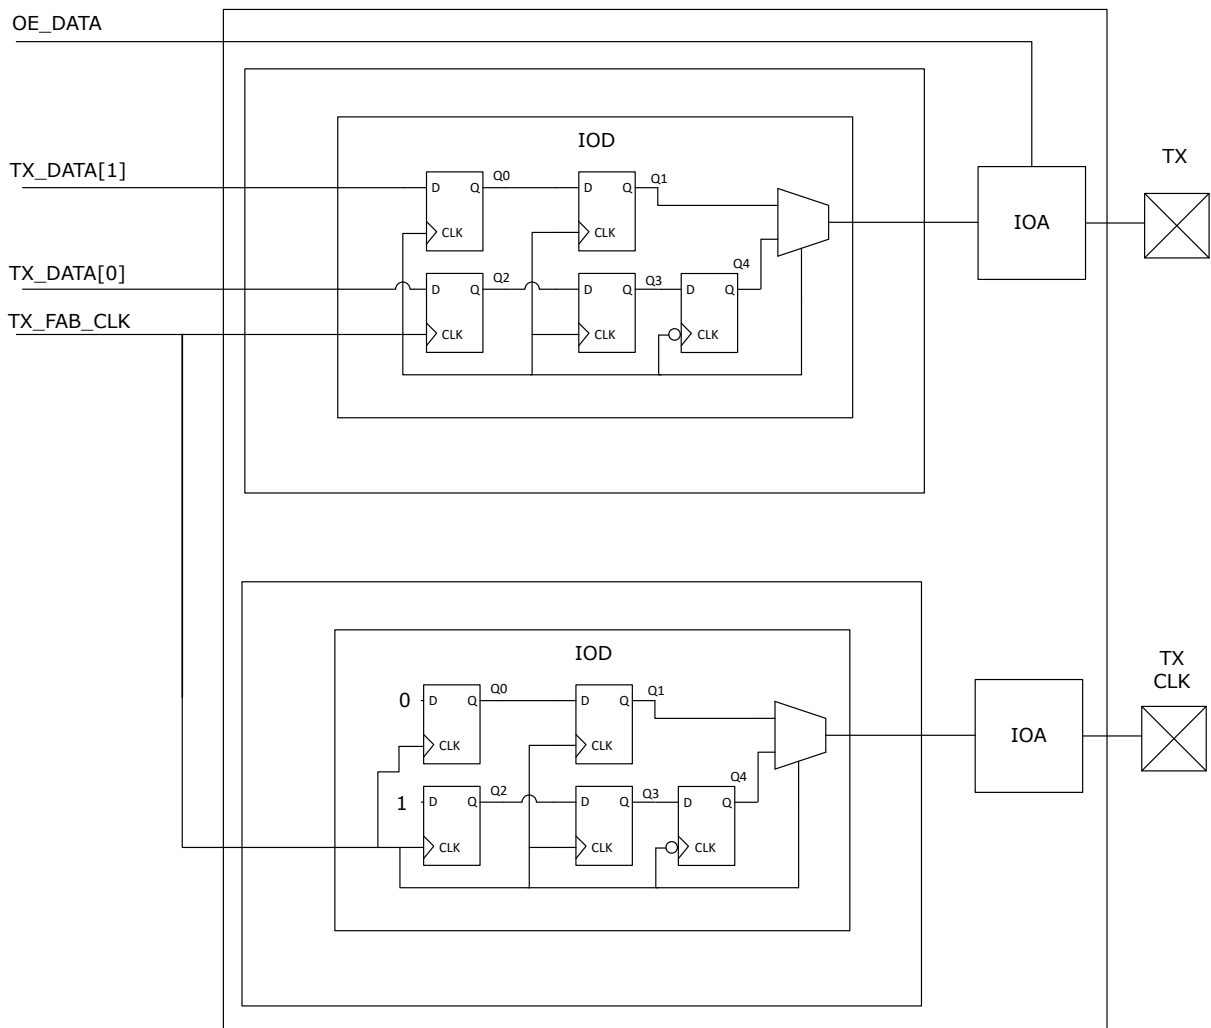 OE_DATA
IOD
TX
TX_DATA[1]
Q0
Q1
D
Q
D
Q
IOA
CLK
CLK
TX_DATA[0]
Q2
Q3
Q4
D
Q
D
Q
D
Q
TX_FAB_CLK
CLK
CLK
CLK
IOD
TX
CLK
Q0
Q1
0
D
Q
D
Q
IOA
CLK
CLK
Q2
Q3
Q4
1
D
Q
D
Q
D
Q
CLK
CLK
CLK